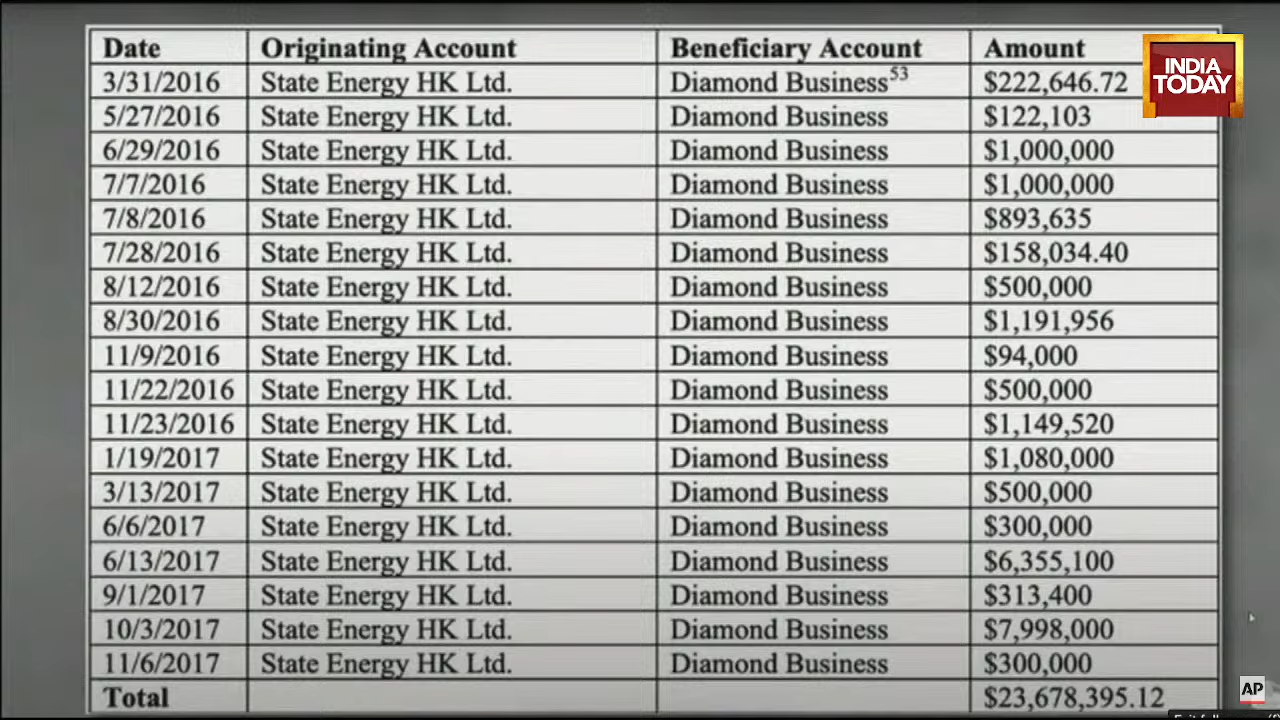 Date Originating Account Beneficiary Account Amount
3/31/2016 State Energy HK Ltd. Diamond Business53 $222,646.72
5/27/2016 State Energy HK Ltd. Diamond Business $122,103
6/29/2016 State Energy HK Ltd. Diamond Business $1,000,000
7/7/2016 State Energy HK Ltd. Diamond Business $1,000,000
7/8/2016 State Energy HK Ltd. Diamond Business $893,635
7/28/2016 State Energy HK Ltd. Diamond Business $158,034.40
8/12/2016 State Energy HK Ltd. Diamond Business $500,000
8/30/2016 State Energy HK Ltd. Diamond Business $1,191,956
11/9/2016 State Energy HK Ltd. Diamond Business $94,000
11/22/2016 State Energy HK Ltd. Diamond Business $500,000
11/23/2016 State Energy HK Ltd. Diamond Business $1,149,520
1/19/2017 State Energy HK Ltd. Diamond Business $1,080,000
3/13/2017 State Energy HK Ltd. Diamond Business $500,000
6/6/2017 State Energy HK Ltd. Diamond Business $300,000
6/13/2017 State Energy HK Ltd. Diamond Business $6,355,100
9/1/2017 State Energy HK Ltd. Diamond Business $313,400
10/3/2017 State Energy HK Ltd. Diamond Business $7,998,000
11/6/2017 State Energy HK Ltd. Diamond Business $300,000
Total $23,678,395.12
INDIA
TODAY
AP